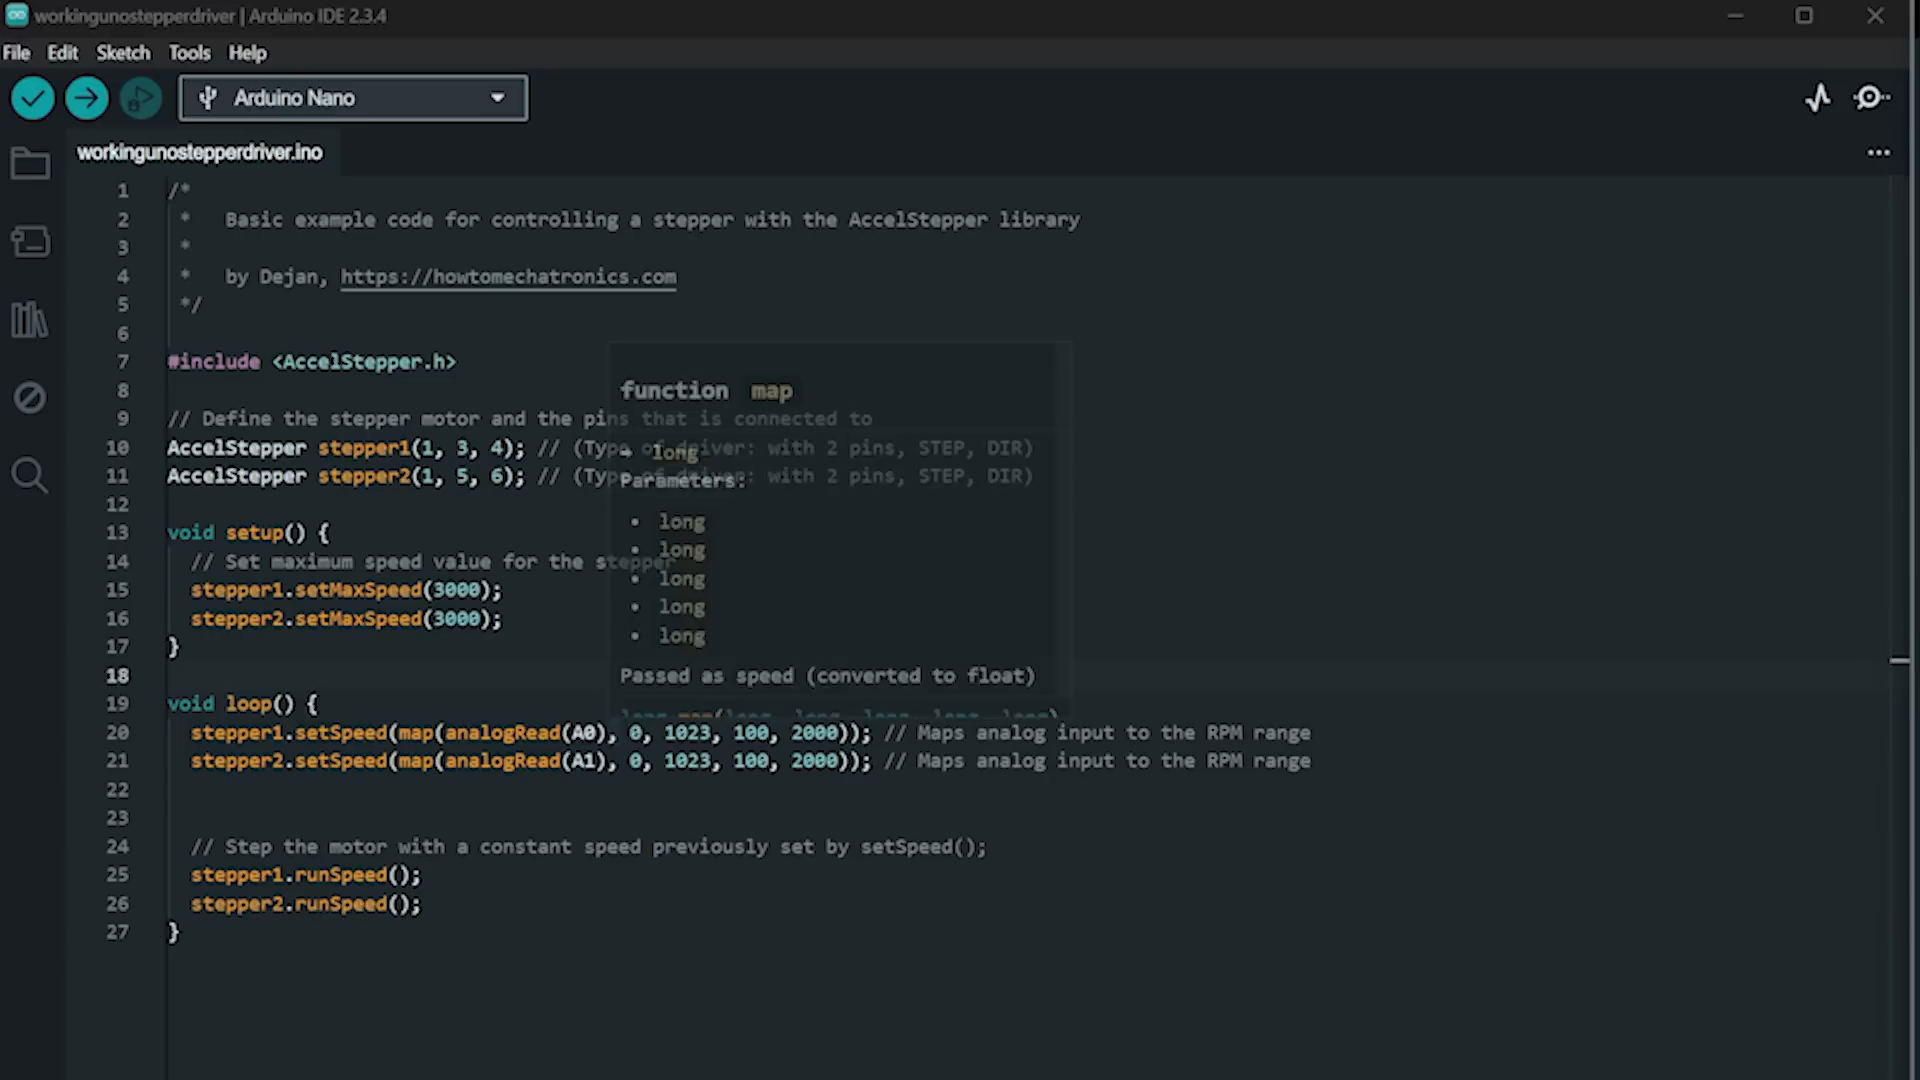 workingunostepperdriver | Arduino IDE 2.3.4
File Edit Sketch Tools Help
Arduino Nano
workingunostepperdriver.ino
1 /*
2 * Basic example code for controlling a stepper with the AccelStepper library
3 *
4 * by Dejan, https://howtomechatronics.com
5 */
6
7 #include <AccelStepper.h>
8
9 // Define the stepper motor and the pins that is connected to
10 AccelStepper stepper1(1, 3, 4); // (Type of driver: with 2 pins, STEP, DIR)
11 AccelStepper stepper2(1, 5, 6); // (Type of driver: with 2 pins, STEP, DIR)
12
13 void setup() {
14 // Set maximum speed value for the stepper
15 stepper1.setMaxSpeed(3000);
16 stepper2.setMaxSpeed(3000);
17 }
18
19 void loop() {
20 stepper1.setSpeed(map(analogRead(A0), 0, 1023, 100, 2000)); // Maps analog input to the RPM range
21 stepper2.setSpeed(map(analogRead(A1), 0, 1023, 100, 2000)); // Maps analog input to the RPM range
22
23
24 // Step the motor with a constant speed previously set by setSpeed();
25 stepper1.runSpeed();
26 stepper2.runSpeed();
27 }
function map
→ long
Parameters:
• long
• long
• long
• long
• long
Passed as speed (converted to float)
long map(long, long, long, long, long)